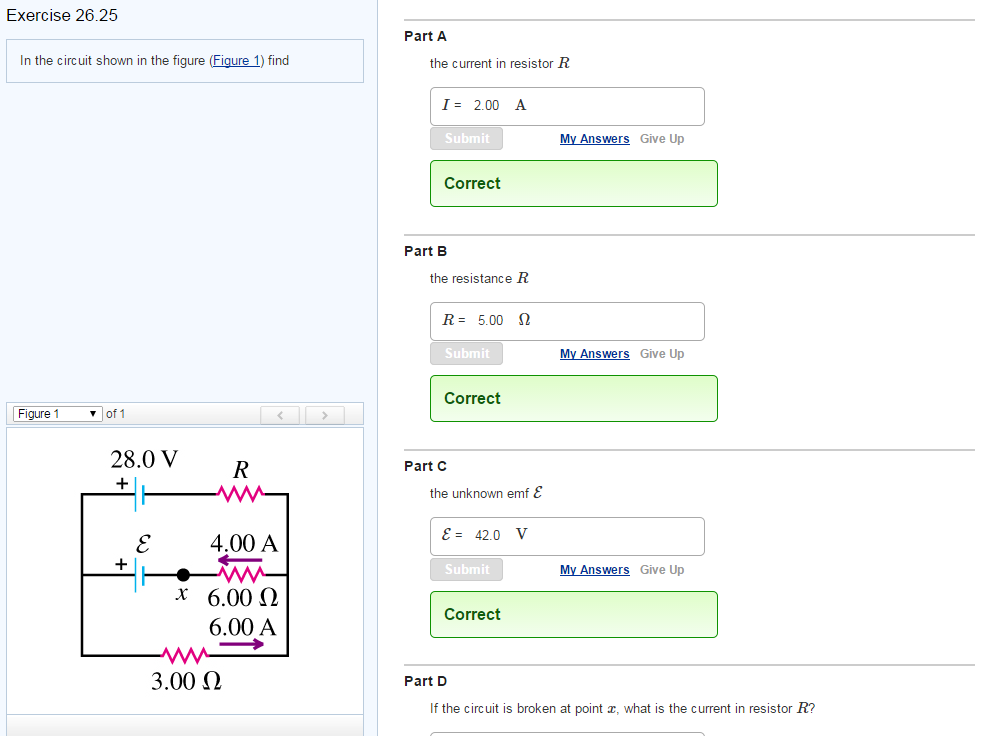 Exercise 26.25
In the circuit shown in the figure (Figure 1) find
Figure 1 ▼ of 1
< >
28.0 V
R
+
ℰ
4.00 A
+
x 6.00 Ω
6.00 A
3.00 Ω
Part A
the current in resistor R
I = 2.00 A
Submit My Answers Give Up
Correct
Part B
the resistance R
R = 5.00 Ω
Submit My Answers Give Up
Correct
Part C
the unknown emf ℰ
ℰ = 42.0 V
Submit My Answers Give Up
Correct
Part D
If the circuit is broken at point x, what is the current in resistor R?